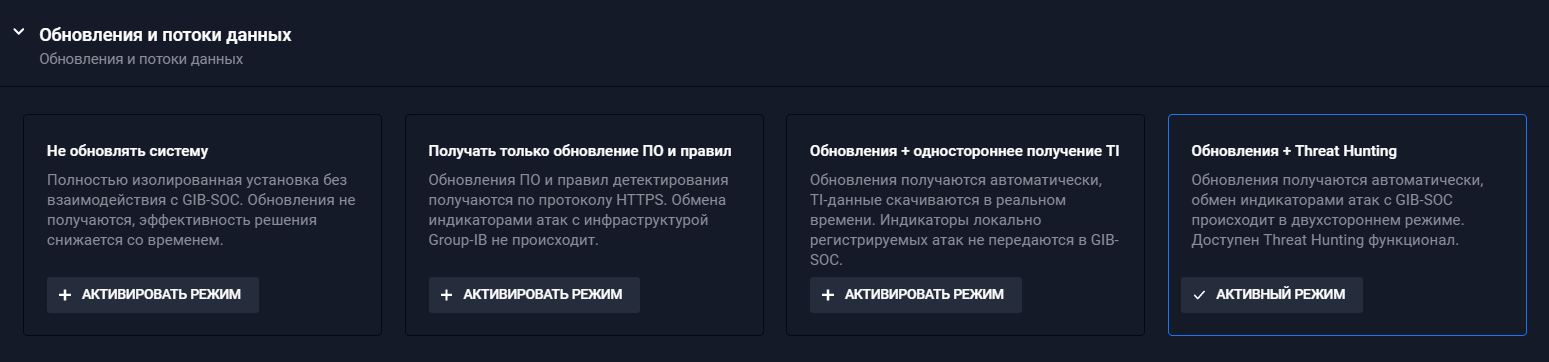 Обновления и потоки данных
Обновления и потоки данных
Не обновлять систему
Полностью изолированная установка без
взаимодействия с GIB-SOC. Обновления не
получаются, эффективность решения
снижается со временем.
АКТИВИРОВАТЬ РЕЖИМ
Получать только обновление ПО и правил
Обновления ПО и правил детектирования
получаются по протоколу HTTPS. Обмена
индикаторами атак с инфраструктурой
Group-IB не происходит.
АКТИВИРОВАТЬ РЕЖИМ
Обновления + одностороннее получение TI
Обновления получаются автоматически,
TI-данные скачиваются в реальном
времени. Индикаторы локально
регистрируемых атак не передаются в GIB-
SOC.
АКТИВИРОВАТЬ РЕЖИМ
Обновления + Threat Hunting
Обновления получаются автоматически,
обмен индикаторами атак с GIB-SOC
происходит в двухстороннем режиме.
Доступен Threat Hunting функционал.
АКТИВНЫЙ РЕЖИМ